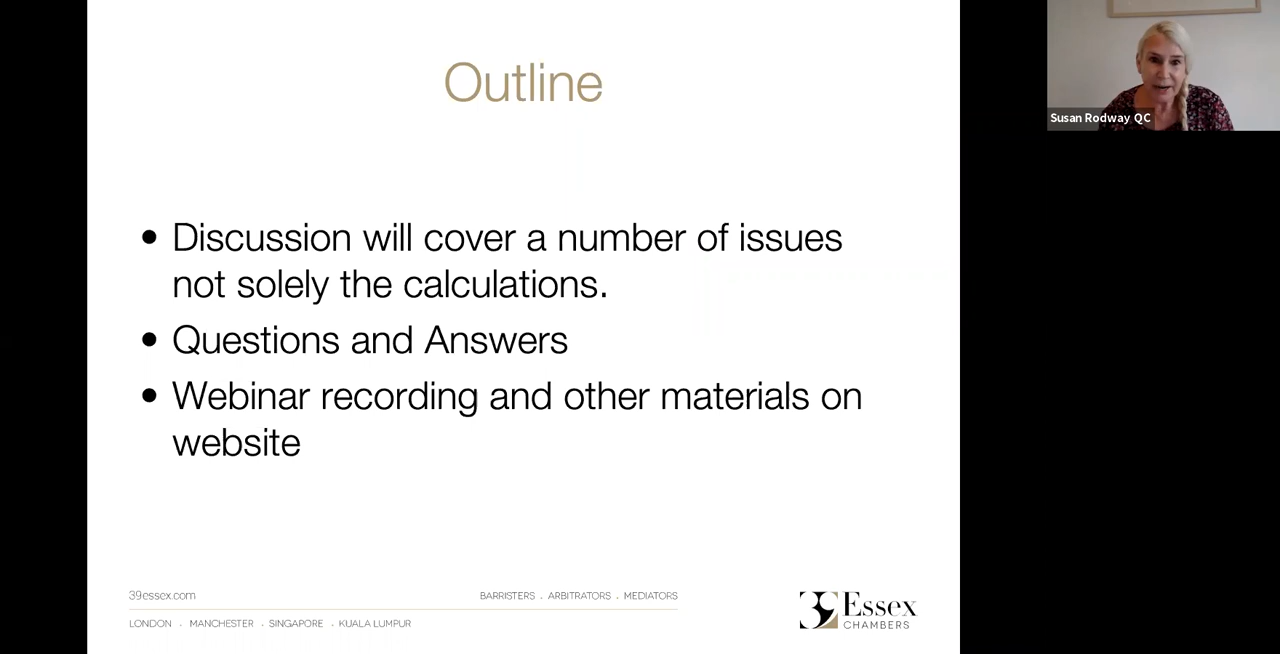 Outline
• Discussion will cover a number of issues
not solely the calculations.
• Questions and Answers
• Webinar recording and other materials on
website
39essex.com
BARRISTERS . ARBITRATORS . MEDIATORS
LONDON . MANCHESTER . SINGAPORE . KUALA LUMPUR
39 Essex
CHAMBERS
Susan Rodway QC